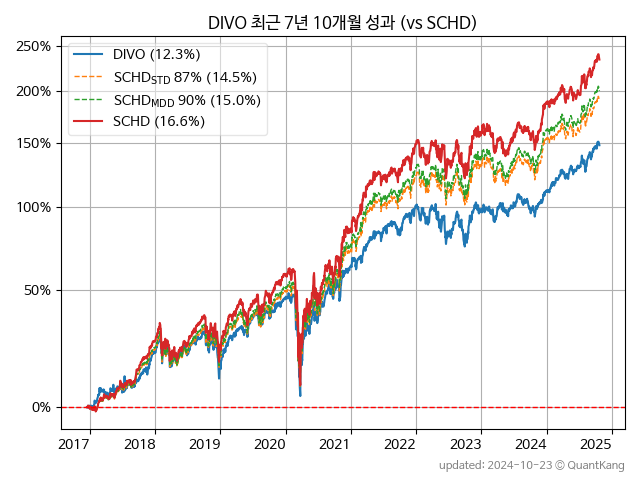 DIVO 최근 7년 10개월 성과 (vs SCHD)
250%
200%
150%
100%
50%
0%
DIVO (12.3%)
SCHD_STD 87% (14.5%)
SCHD_MDD 90% (15.0%)
SCHD (16.6%)
2017 2018 2019 2020 2021 2022 2023 2024 2025
updated: 2024-10-23 © QuantKang